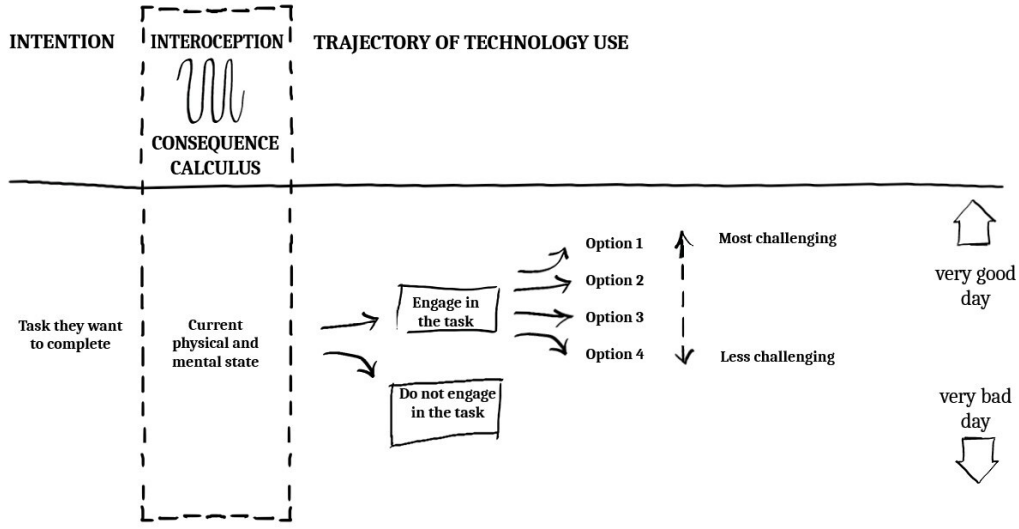 INTENTION
INTEROCEPTION
CONSEQUENCE
CALCULUS
TRAJECTORY OF TECHNOLOGY USE
Task they want
to complete
Current
physical and
mental state
Engage in
the task
Do not engage
in the task
Option 1
Option 2
Option 3
Option 4
Most challenging
Less challenging
very good
day
very bad
day